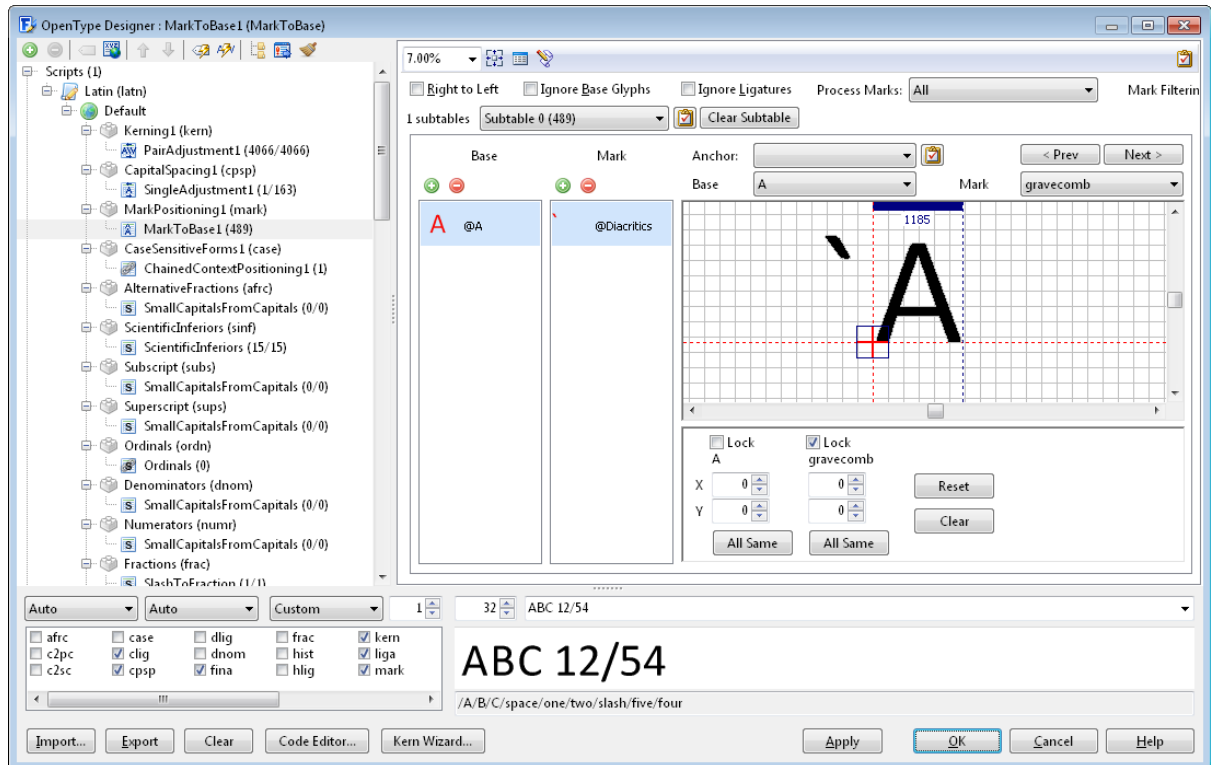 OpenType Designer : MarkToBase1 (MarkToBase)
Scripts (1)
Latin (latn)
Default
Kerning1 (kern)
PairAdjustment1 (4066/4066)
CapitalSpacing1 (cpsp)
SingleAdjustment1 (1/163)
MarkPositioning1 (mark)
MarkToBase1 (489)
CaseSensitiveForms1 (case)
ChainedContextPositioning1 (1)
AlternativeFractions (afrc)
SmallCapitalsFromCapitals (0/0)
ScientificInferiors (sinf)
ScientificInferiors (15/15)
Subscript (subs)
SmallCapitalsFromCapitals (0/0)
Superscript (sups)
SmallCapitalsFromCapitals (0/0)
Ordinals (ordn)
Ordinals (0)
Denominators (dnom)
SmallCapitalsFromCapitals (0/0)
Numerators (numr)
SmallCapitalsFromCapitals (0/0)
Fractions (frac)
SlashToFraction (1/1)
7.00%
Right to Left Ignore Base Glyphs Ignore Ligatures Process Marks: All Mark Filterin
1 subtables Subtable 0 (489) Clear Subtable
Base Mark Anchor: < Prev Next >
Base A Mark gravecomb
A @A ` @Diacritics
1185
`A
Lock Lock
A gravecomb
X 0 0 Reset
Y 0 0 Clear
All Same All Same
Auto Auto Custom 1 32 ABC 12/54
afrc case dlig frac kern
c2pc clig dnom hist liga
c2sc cpsp fina hlig mark
ABC 12/54
/A/B/C/space/one/two/slash/five/four
Import... Export Clear Code Editor... Kern Wizard... Apply OK Cancel Help